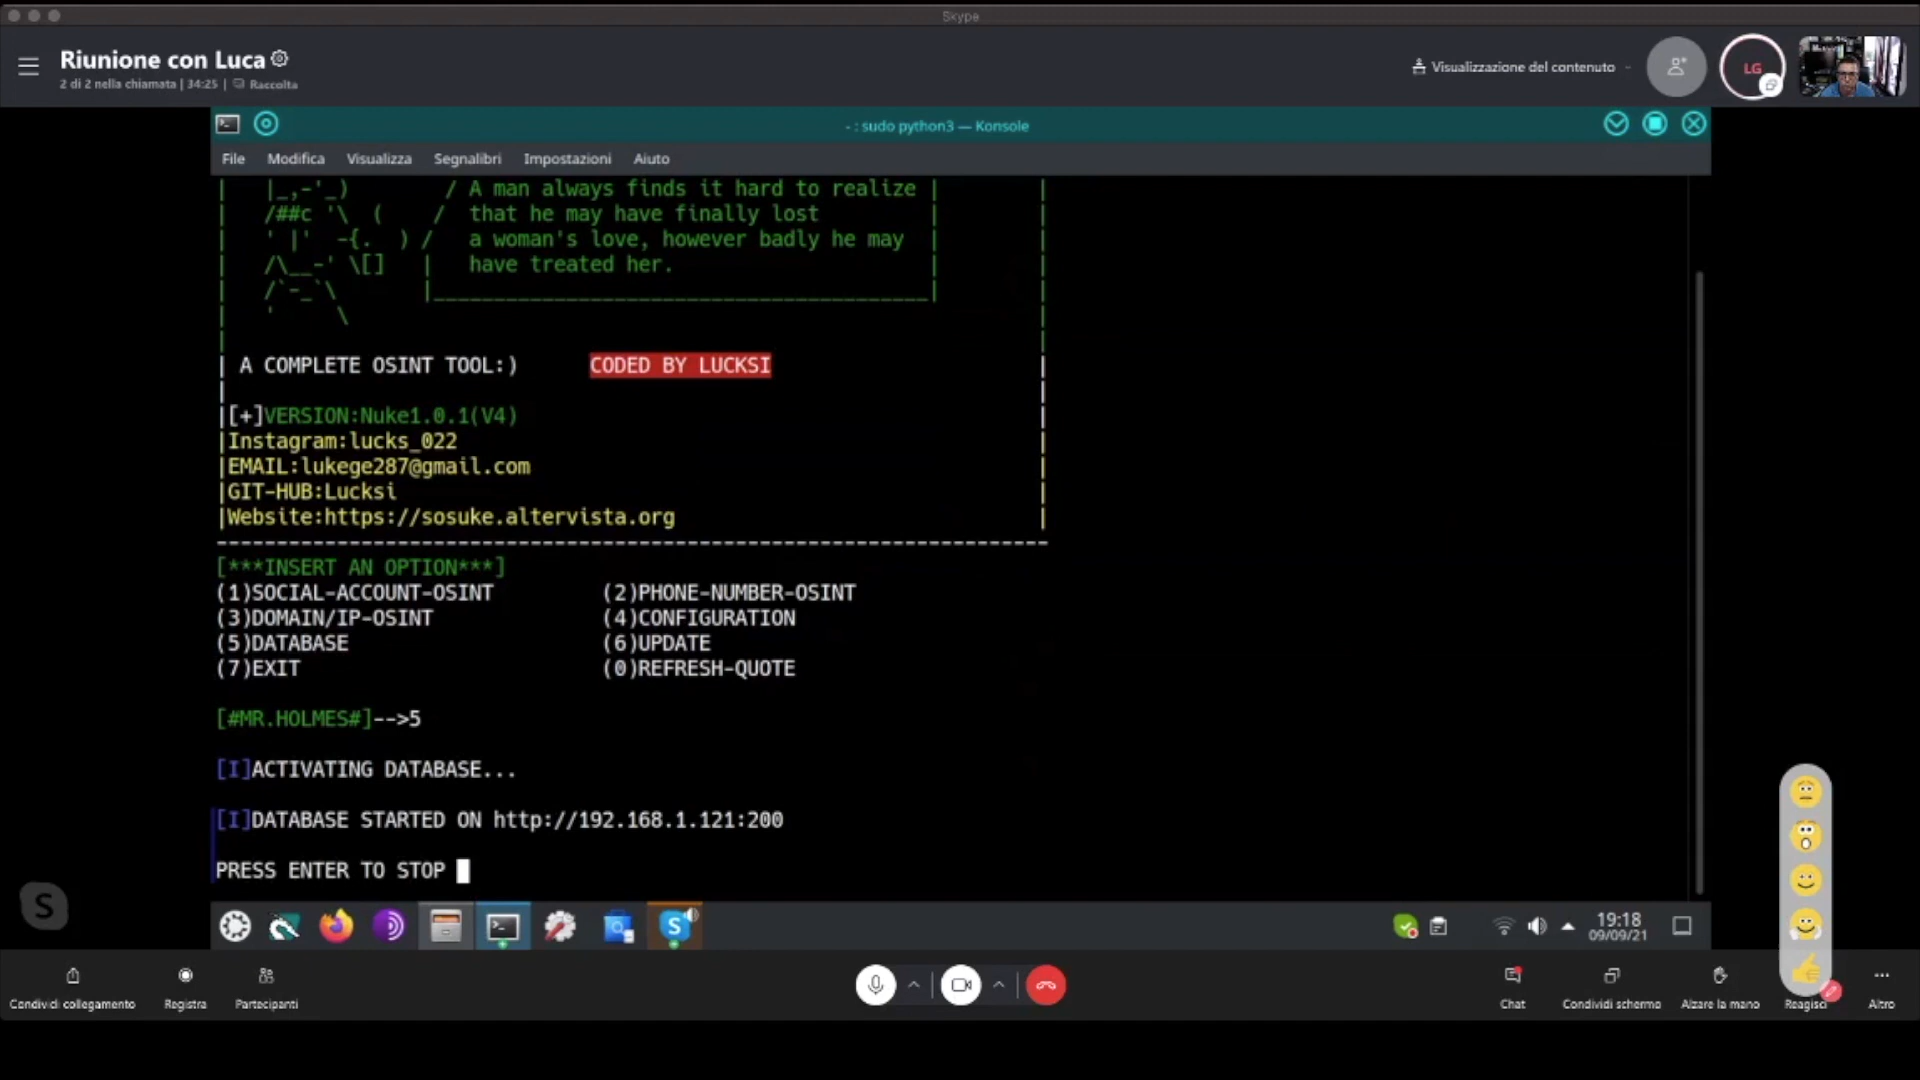 Skype
Riunione con Luca
2 di 2 nella chiamata | 34:25 | Raccolta
Visualizzazione del contenuto
LG
- : sudo python3 — Konsole
File Modifica Visualizza Segnalibri Impostazioni Aiuto
A man always finds it hard to realize
that he may have finally lost
a woman's love, however badly he may
have treated her.
A COMPLETE OSINT TOOL:) CODED BY LUCKSI
[+]VERSION:Nuke1.0.1(V4)
Instagram:lucks_022
EMAIL:lukege287@gmail.com
GIT-HUB:Lucksi
Website:https://sosuke.altervista.org
[***INSERT AN OPTION***]
(1)SOCIAL-ACCOUNT-OSINT (2)PHONE-NUMBER-OSINT
(3)DOMAIN/IP-OSINT (4)CONFIGURATION
(5)DATABASE (6)UPDATE
(7)EXIT (0)REFRESH-QUOTE
[#MR.HOLMES#]-->5
[I]ACTIVATING DATABASE...
[I]DATABASE STARTED ON http://192.168.1.121:200
PRESS ENTER TO STOP
19:18
09/09/21
Condividi collegamento Registra Partecipanti Chat Condividi schermo Alzare la mano Reagisci Altro